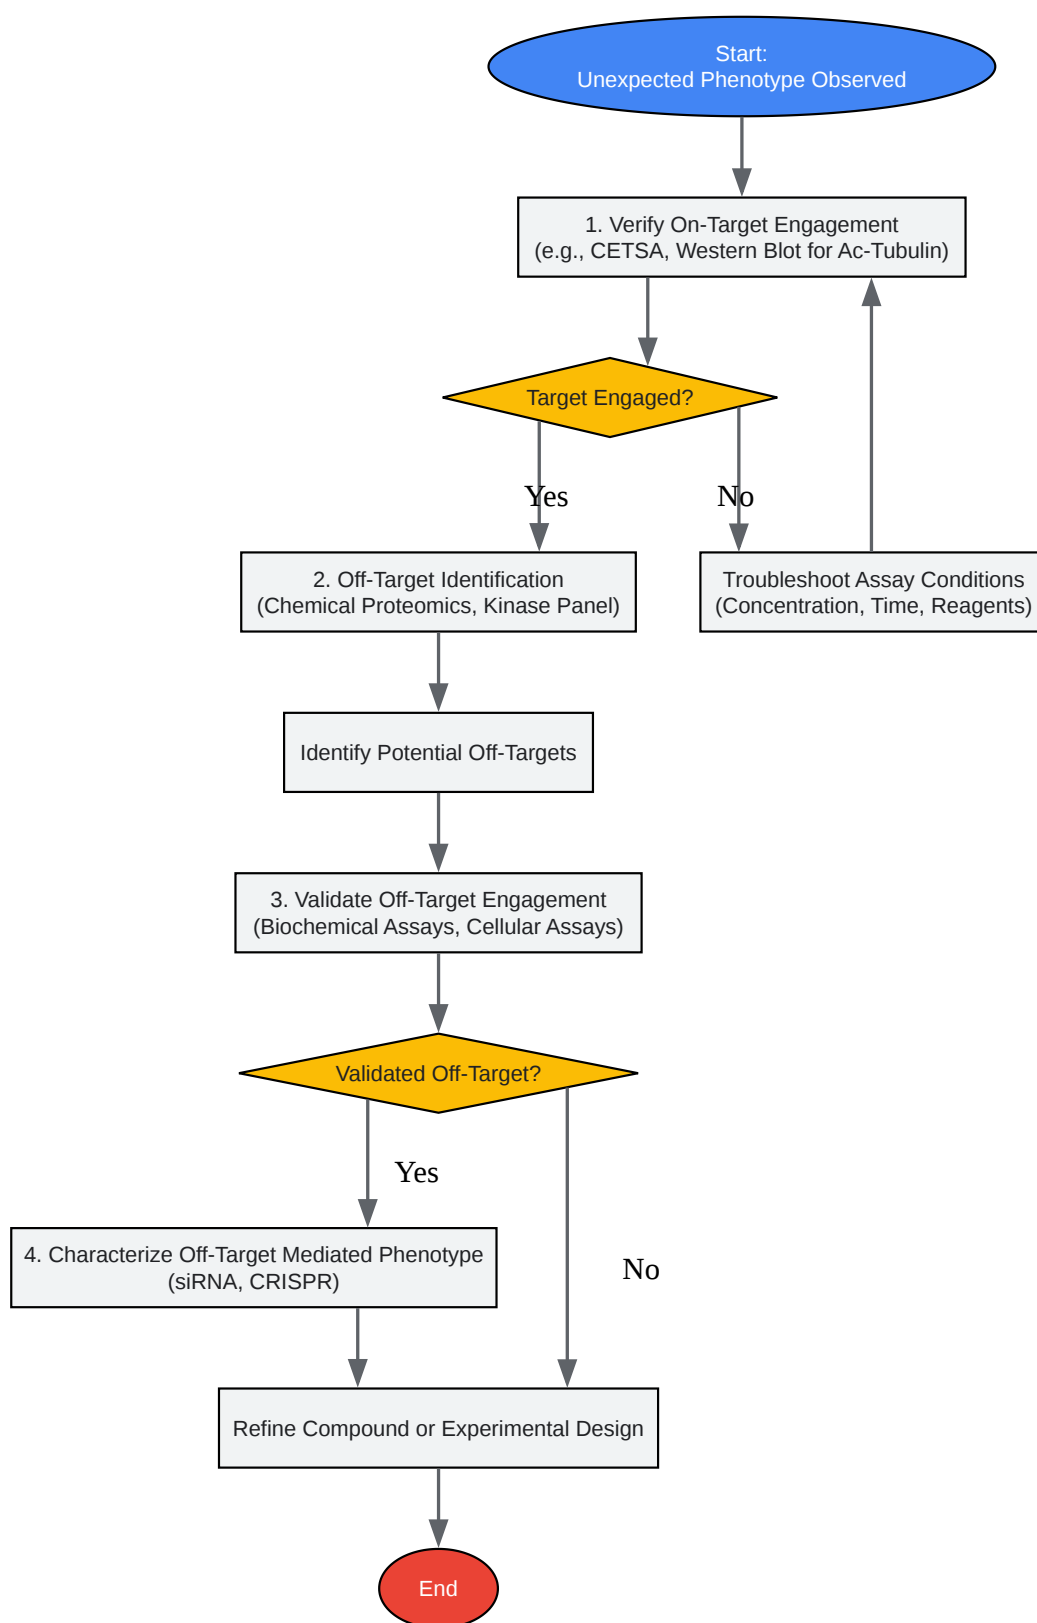 Start:
Unexpected Phenotype Observed
1. Verify On-Target Engagement
(e.g., CETSA, Western Blot for Ac-Tubulin)
Target Engaged?
Yes
No
2. Off-Target Identification
(Chemical Proteomics, Kinase Panel)
Troubleshoot Assay Conditions
(Concentration, Time, Reagents)
Identify Potential Off-Targets
3. Validate Off-Target Engagement
(Biochemical Assays, Cellular Assays)
Validated Off-Target?
Yes
No
4. Characterize Off-Target Mediated Phenotype
(siRNA, CRISPR)
Refine Compound or Experimental Design
End